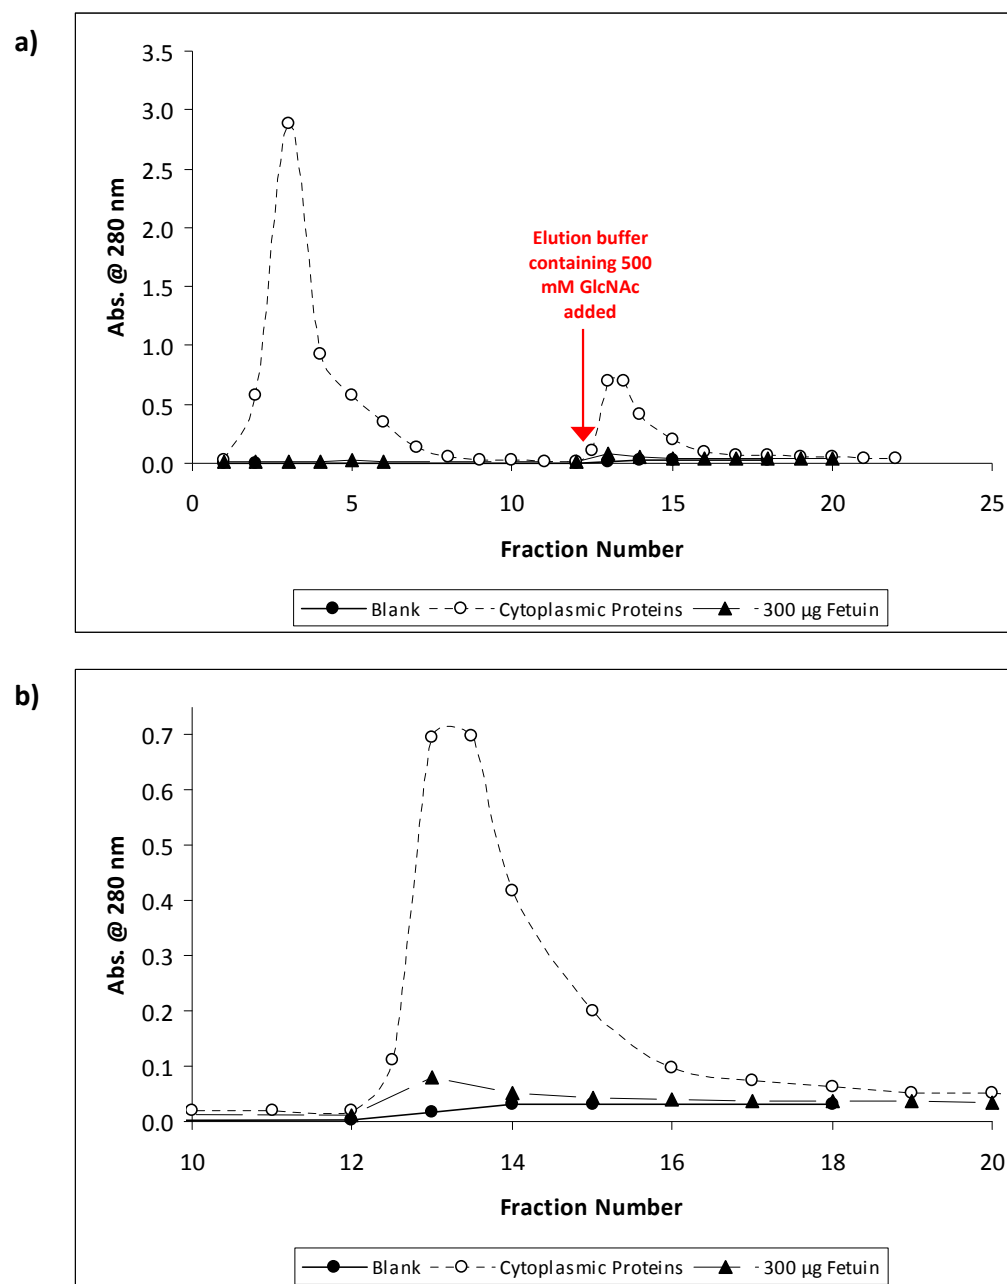 a)
Abs. @ 280 nm
3.5
3.0
2.5
2.0
1.5
1.0
0.5
0.0
Elution buffer
containing 500
mM GlcNAc
added
0 5 10 15 20 25
Fraction Number
Blank Cytoplasmic Proteins 300 µg Fetuin
b)
Abs. @ 280 nm
0.7
0.6
0.5
0.4
0.3
0.2
0.1
0.0
10 12 14 16 18 20
Fraction Number
Blank Cytoplasmic Proteins 300 µg Fetuin